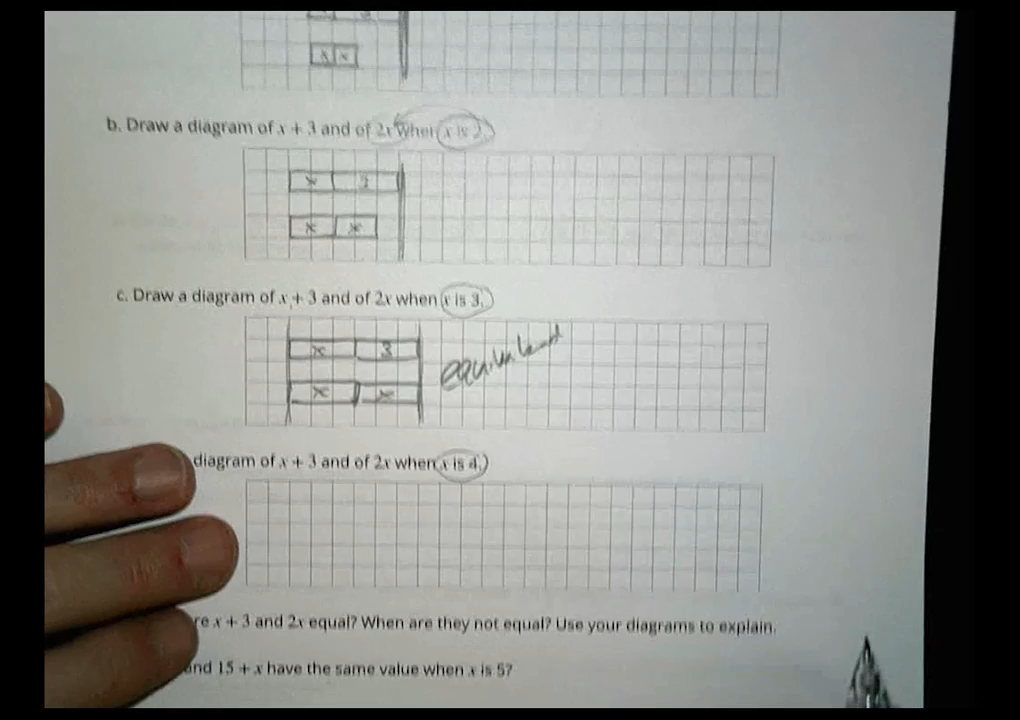 x x
b. Draw a diagram of x + 3 and of 2x when x is 2.
x 3
x x
c. Draw a diagram of x + 3 and of 2x when x is 3.
x 3
equivalent
x x
diagram of x + 3 and of 2x when x is 4.
re x + 3 and 2x equal? When are they not equal? Use your diagrams to explain.
and 15 + x have the same value when x is 5?